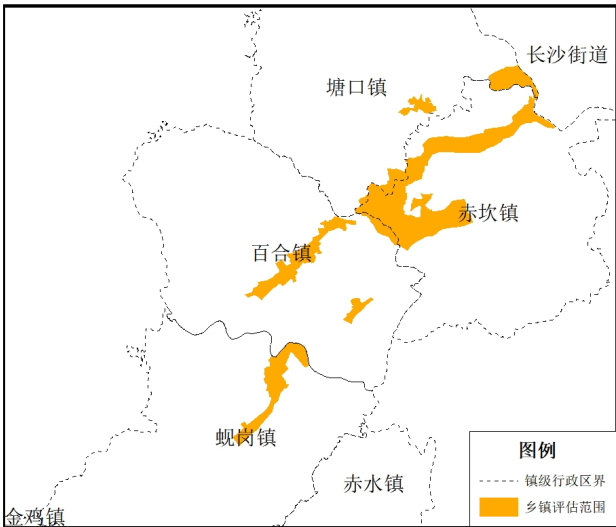 长沙街道
塘口镇
赤坎镇
百合镇
蚬岗镇
赤水镇
金鸡镇
图例
镇级行政区界
乡镇评估范围